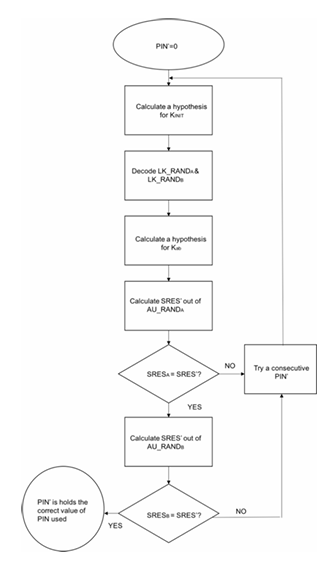 PIN'=0
Calculate a hypothesis
for KINIT
Decode LK_RANDA &
LK_RANDB
Calculate a hypothesis
for Kab
Calculate SRES' out of
AU_RANDA
SRESA = SRES'?
NO
Try a consecutive
PIN'
YES
Calculate SRES' out of
AU_RANDB
SRESB = SRES'?
NO
YES
PIN' is holds the
correct value of
PIN used